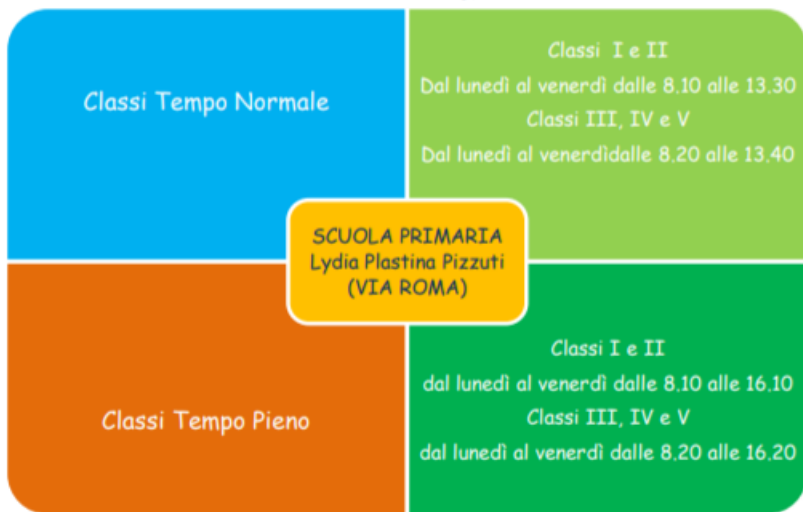 Classi Tempo Normale
Classi I e II
Dal lunedì al venerdì dalle 8.10 alle 13.30
Classi III, IV e V
Dal lunedì al venerdìdalle 8.20 alle 13.40
SCUOLA PRIMARIA
Lydia Plastina Pizzuti
(VIA ROMA)
Classi Tempo Pieno
Classi I e II
dal lunedì al venerdì dalle 8.10 alle 16.10
Classi III, IV e V
dal lunedì al venerdì dalle 8.20 alle 16.20